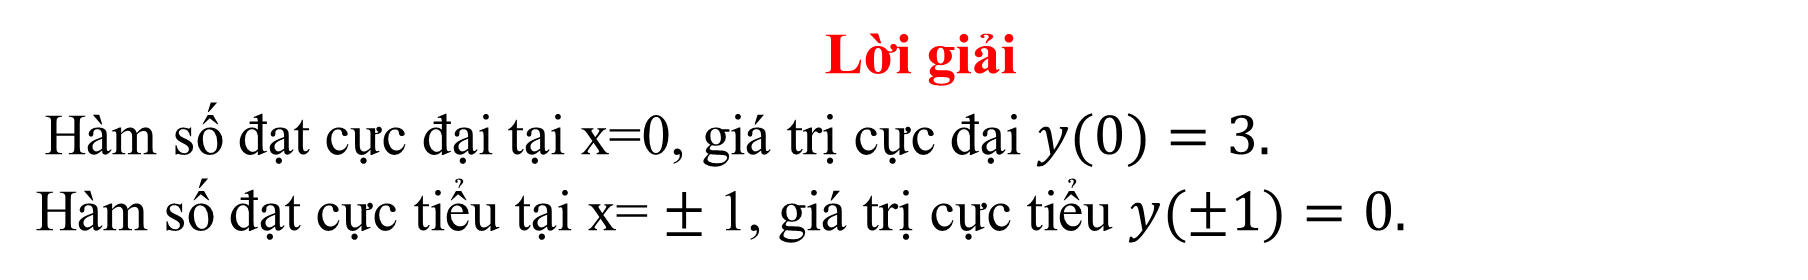 Lời giải
Hàm số đạt cực đại tại x=0, giá trị cực đại y(0) = 3.
Hàm số đạt cực tiểu tại x= ± 1, giá trị cực tiểu y(±1) = 0.